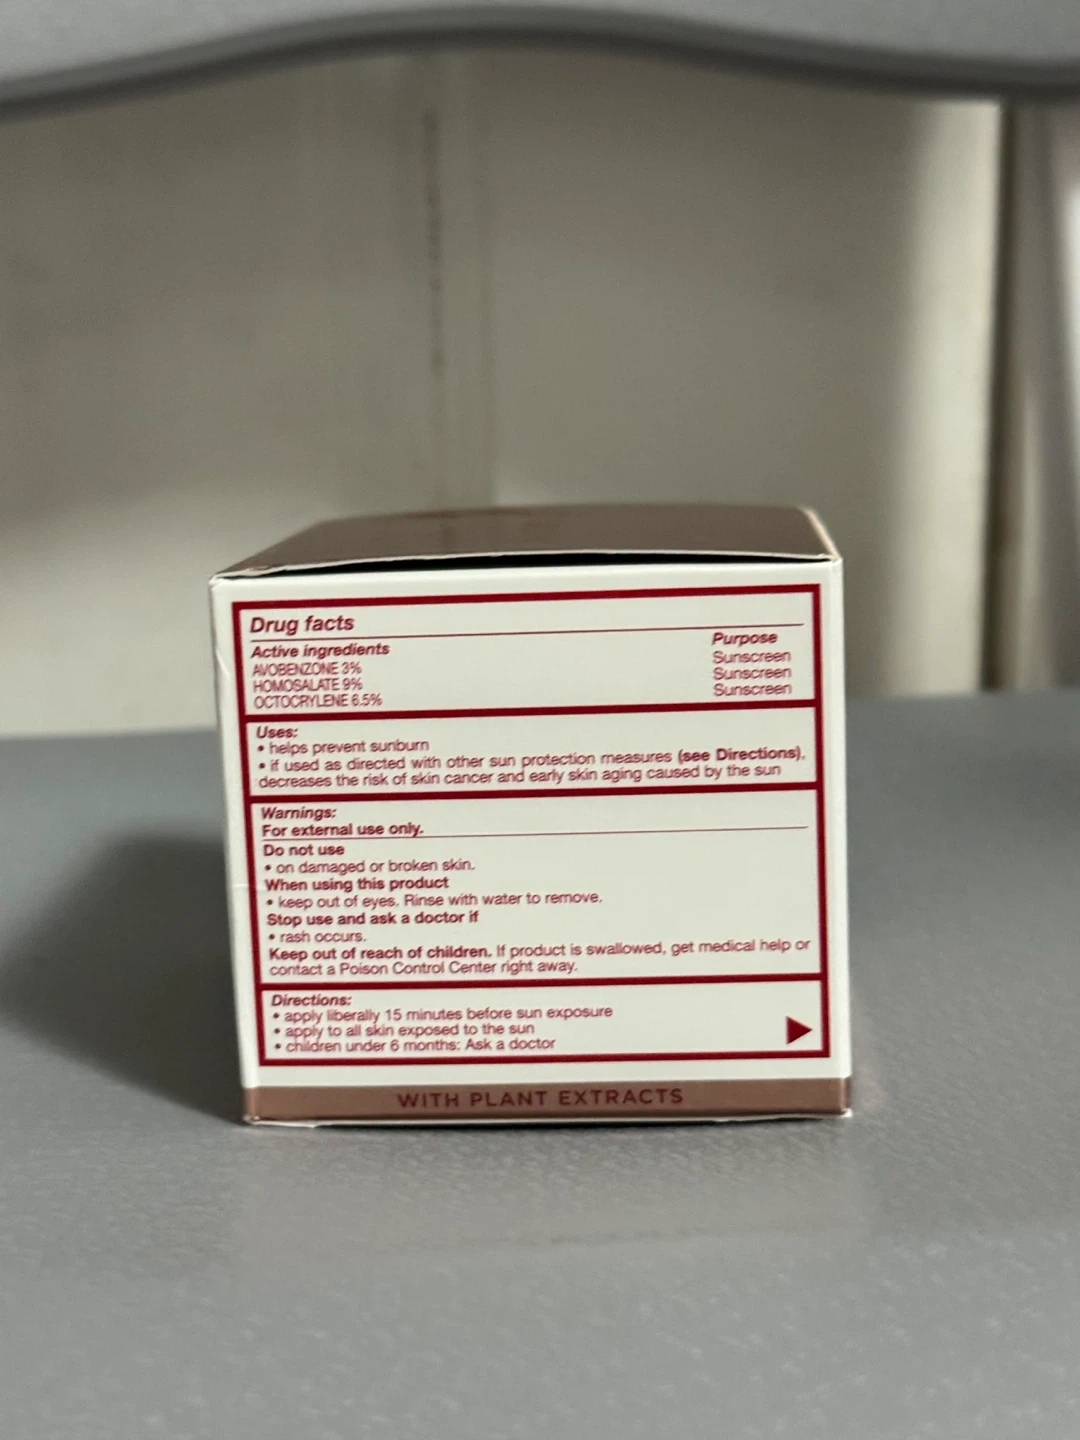 Drug facts
Active ingredients Purpose
AVOBENZONE 3% Sunscreen
HOMOSALATE 9% Sunscreen
OCTOCRYLENE 6.5% Sunscreen
Uses:
• helps prevent sunburn
• if used as directed with other sun protection measures (see Directions),
decreases the risk of skin cancer and early skin aging caused by the sun
Warnings:
For external use only.
Do not use
• on damaged or broken skin.
When using this product
• keep out of eyes. Rinse with water to remove.
Stop use and ask a doctor if
• rash occurs.
Keep out of reach of children. If product is swallowed, get medical help or
contact a Poison Control Center right away.
Directions:
• apply liberally 15 minutes before sun exposure
• apply to all skin exposed to the sun
• children under 6 months: Ask a doctor
WITH PLANT EXTRACTS